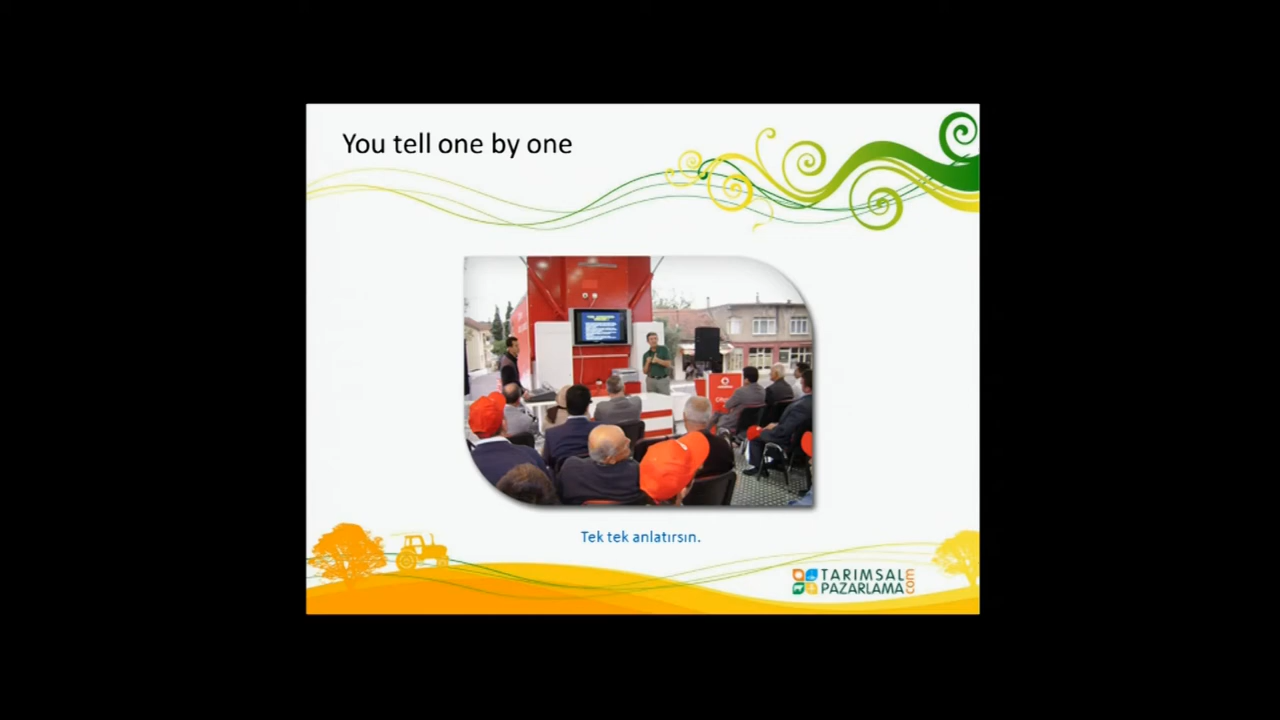 You tell one by one
Tek tek anlatırsın.
TARIMSAL
PAZARLAMA
com